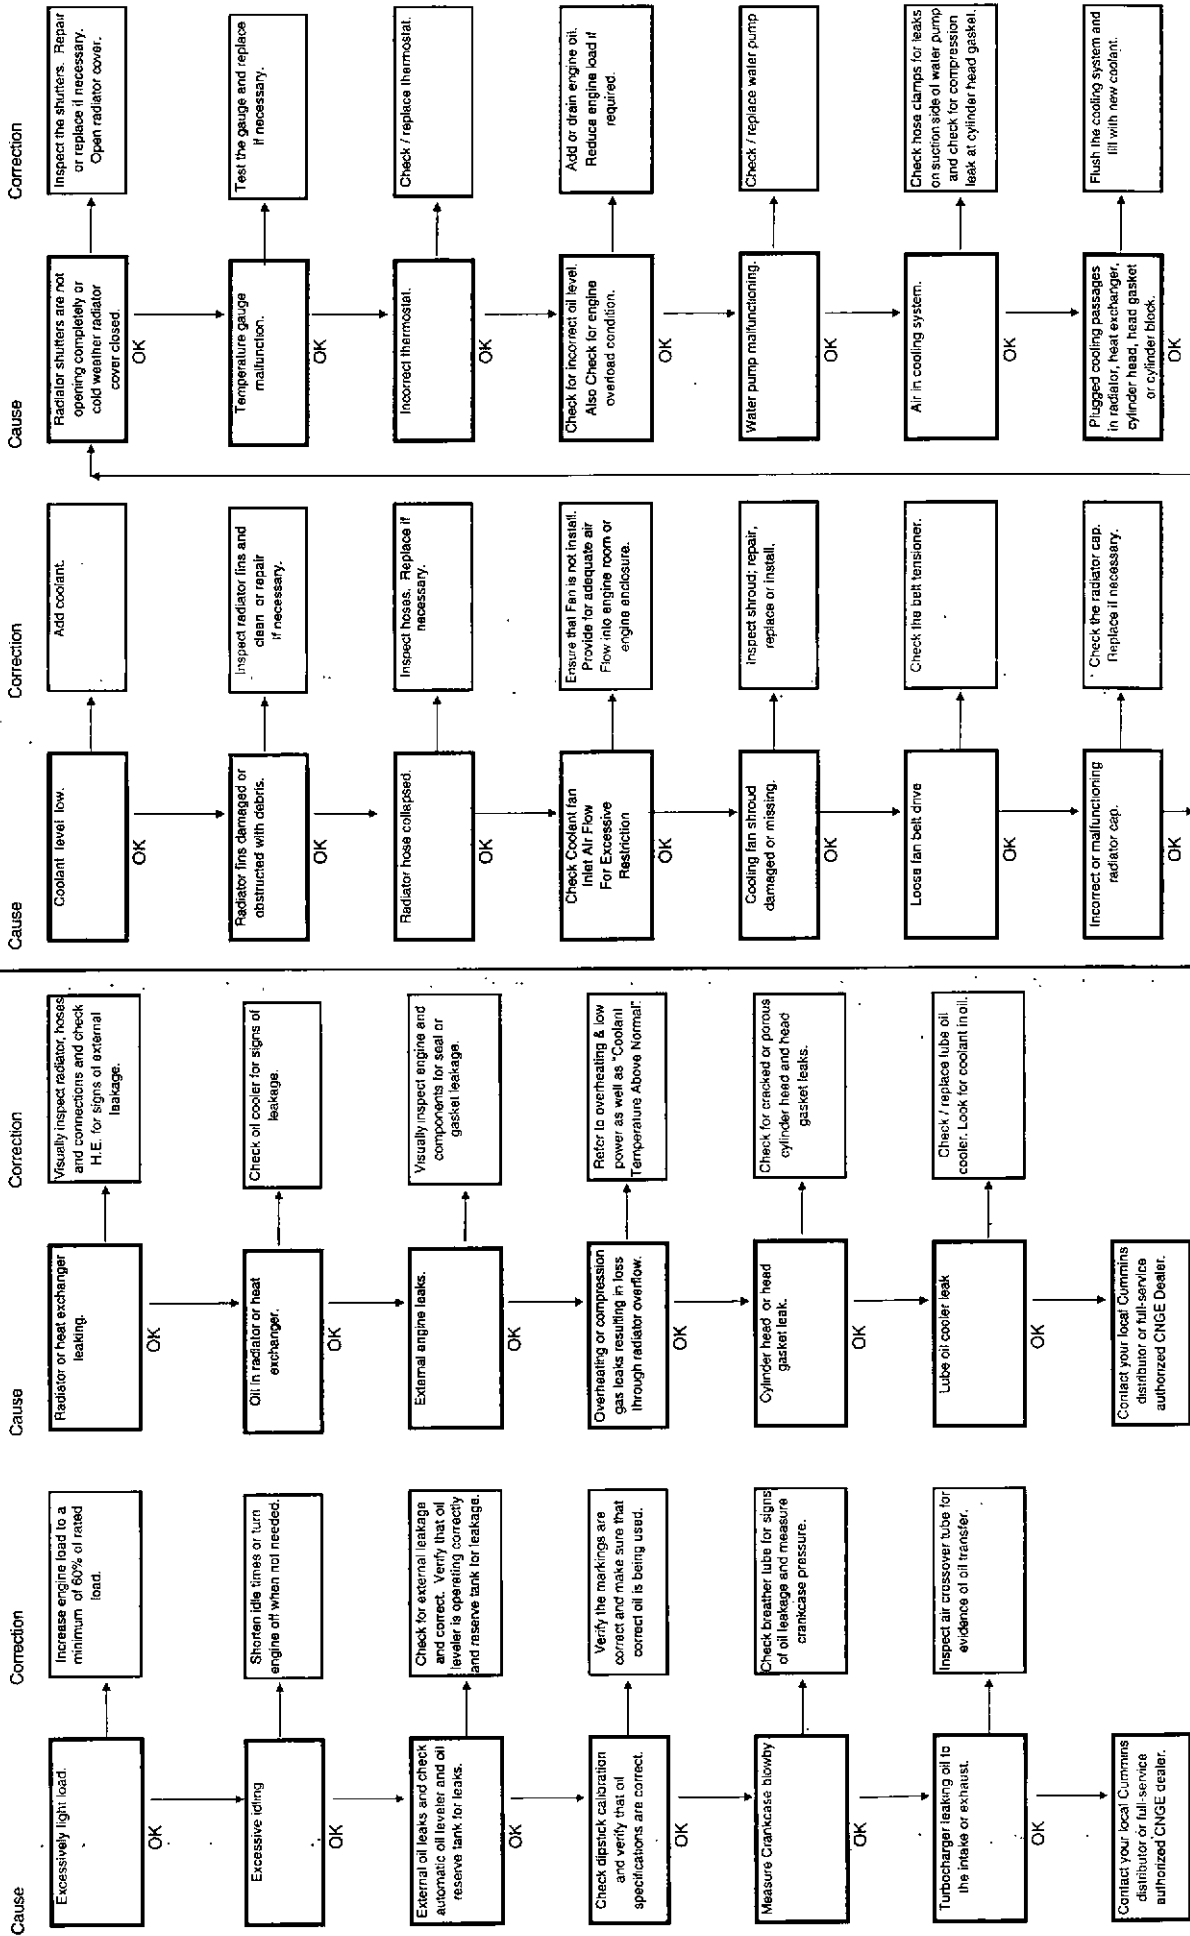 Cause
Correction
Excessively light load.
Increase engine load to a
minimum of 60% of rated
load.
OK
Excessive idling
Shorten idle times or turn
engine off when not needed.
OK
External oil leaks and check
automatic oil leveler and oil
reserve tank for leaks.
Check for external leakage
and correct. Verify that oil
leveler is operating correctly
and reserve tank for leakage.
OK
Check dipstick calibration
and verify that oil
specifications are correct.
Verify the markings are
correct and make sure that
correct oil is being used.
OK
Measure Crankcase blowby
Check breather tube for signs
of oil leakage and measure
crankcase pressure.
OK
Turbocharger leaking oil to
the intake or exhaust.
Inspect air crossover tube for
evidence of oil transfer.
OK
Contact your local Cummins
distributor or full-service
authorized CNGE dealer.
Cause
Correction
Radiator or heat exchanger
leaking.
Visually inspect radiator, hoses
and connections and check
H.E. for signs of external
leakage.
OK
Oil in radiator or heat
exchanger.
Check oil cooler for signs of
leakage.
OK
External engine leaks.
Visually inspect engine and
components for seal or
gasket leakage.
OK
Overheating or compression
gas leaks resulting in loss
through radiator overflow.
Refer to overheating & low
power as well as "Coolant
Temperature Above Normal".
OK
Cylinder head or head
gasket leak.
Check for cracked or porous
cylinder head and head
gasket leaks.
OK
Lube oil cooler leak
Check / replace lube oil
cooler. Look for coolant in oil.
OK
Contact your local Cummins
distributor or full-service
authorized CNGE Dealer.
Cause
Correction
Coolant level low.
Add coolant.
OK
Radiator fins damaged or
obstructed with debris.
Inspect radiator fins and
clean or repair
if necessary.
OK
Radiator hose collapsed.
Inspect hoses. Replace if
necessary.
OK
Check Coolant fan
Inlet Air Flow
For Excessive
Restriction
Ensure that Fan is not install.
Provide for adequate air
Flow into engine room or
engine enclosure.
OK
Cooling fan shroud
damaged or missing.
Inspect shroud; repair,
replace or install.
OK
Loose fan belt drive
Check the belt tensioner.
OK
Incorrect or malfunctioning
radiator cap.
Check the radiator cap.
Replace if necessary.
OK
Cause
Correction
Radiator shutters are not
opening completely or
cold weather radiator
cover closed.
Inspect the shutters. Repair
or replace if necessary.
Open radiator cover.
OK
Temperature gauge
malfunction.
Test the gauge and replace
if necessary.
OK
Incorrect thermostat.
Check / replace thermostat.
OK
Check for incorrect oil level.
Also Check for engine
overload condition.
Add or drain engine oil.
Reduce engine load if
required.
OK
Water pump malfunctioning.
Check / replace water pump
OK
Air in cooling system.
Check hose clamps for leaks
on suction side of water pump
and check for compression
leak at cylinder head gasket.
OK
Plugged cooling passages
in radiator, heat exchanger,
cylinder head, head gasket
or cylinder block.
Flush the cooling system and
fill with new coolant.
OK